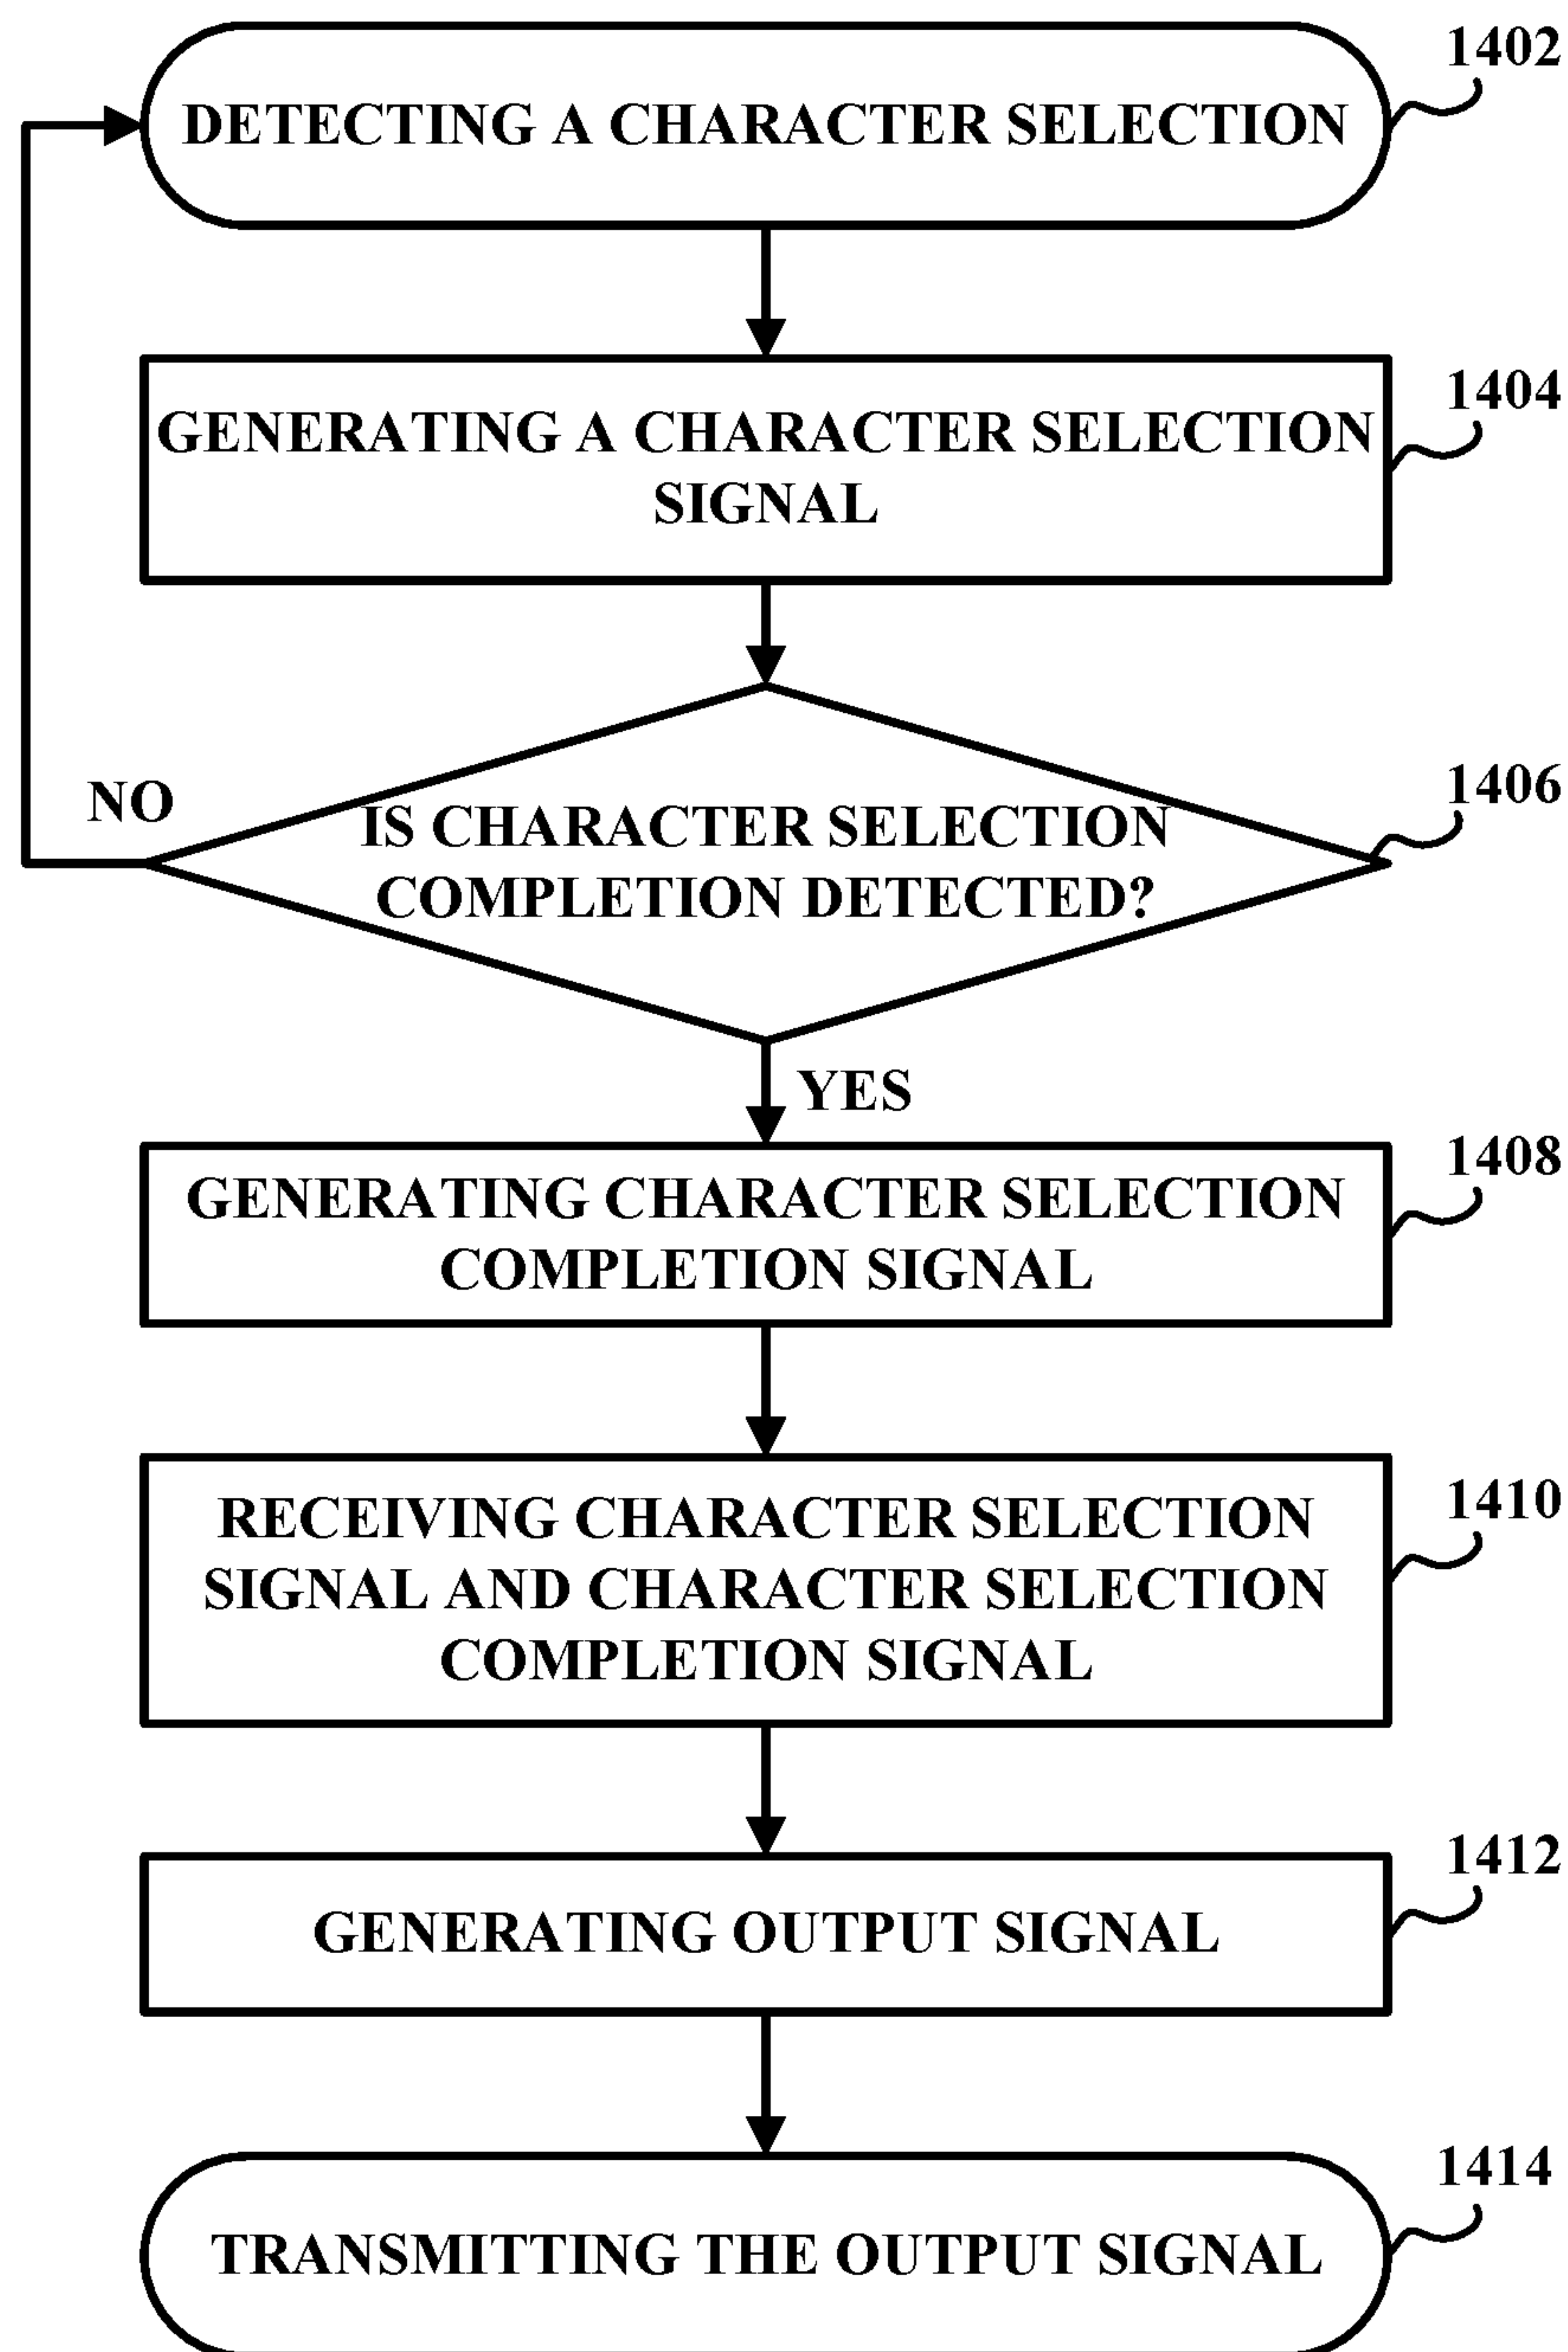 1402
DETECTING A CHARACTER SELECTION
1404
GENERATING A CHARACTER SELECTION
SIGNAL
1406
NO
IS CHARACTER SELECTION
COMPLETION DETECTED?
YES
1408
GENERATING CHARACTER SELECTION
COMPLETION SIGNAL
1410
RECEIVING CHARACTER SELECTION
SIGNAL AND CHARACTER SELECTION
COMPLETION SIGNAL
1412
GENERATING OUTPUT SIGNAL
1414
TRANSMITTING THE OUTPUT SIGNAL